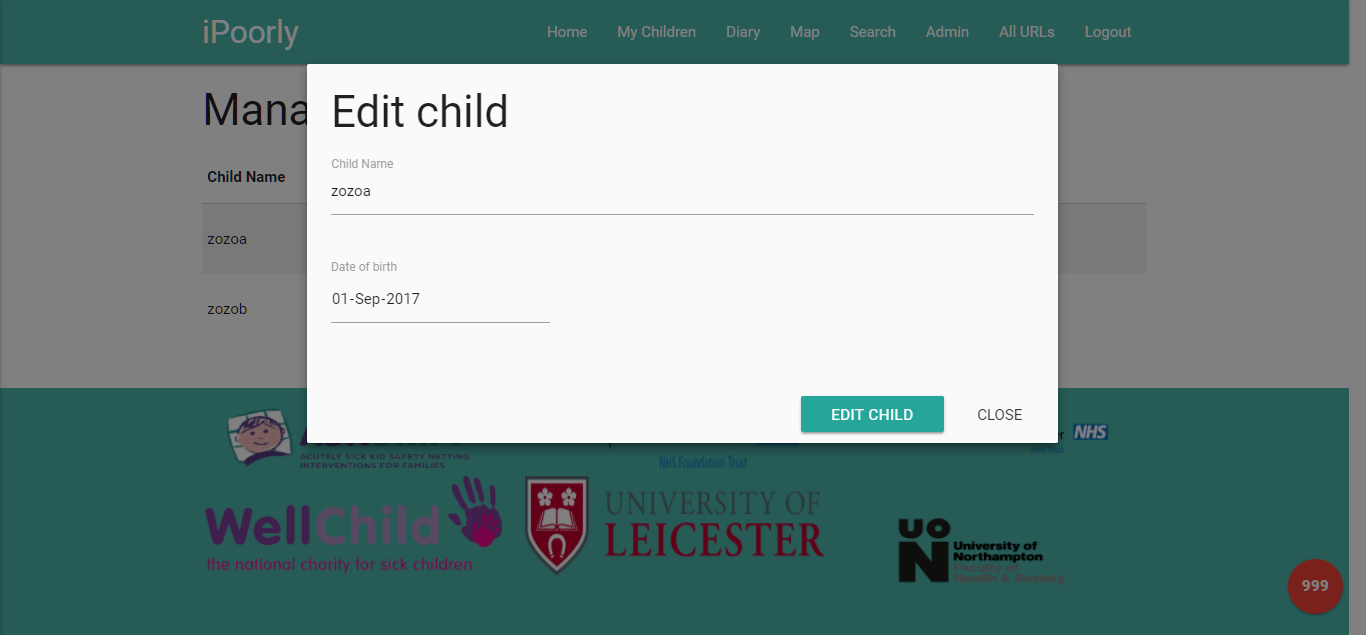 iPoorly
Home My Children Diary Map Search Admin All URLs Logout
Mana
Edit child
Child Name
Child Name
zozoa
zozoa
Date of birth
01-Sep-2017
zozob
EDIT CHILD CLOSE
NHS
ACUTELY SICK KID SAFETY NETTING
INTERVENTIONS FOR FAMILIES
NHS Foundation Trust
WellChild
the national charity for sick children
UNIVERSITY OF
LEICESTER
UON
University of
Northampton
Faculty of
Health & Society
999